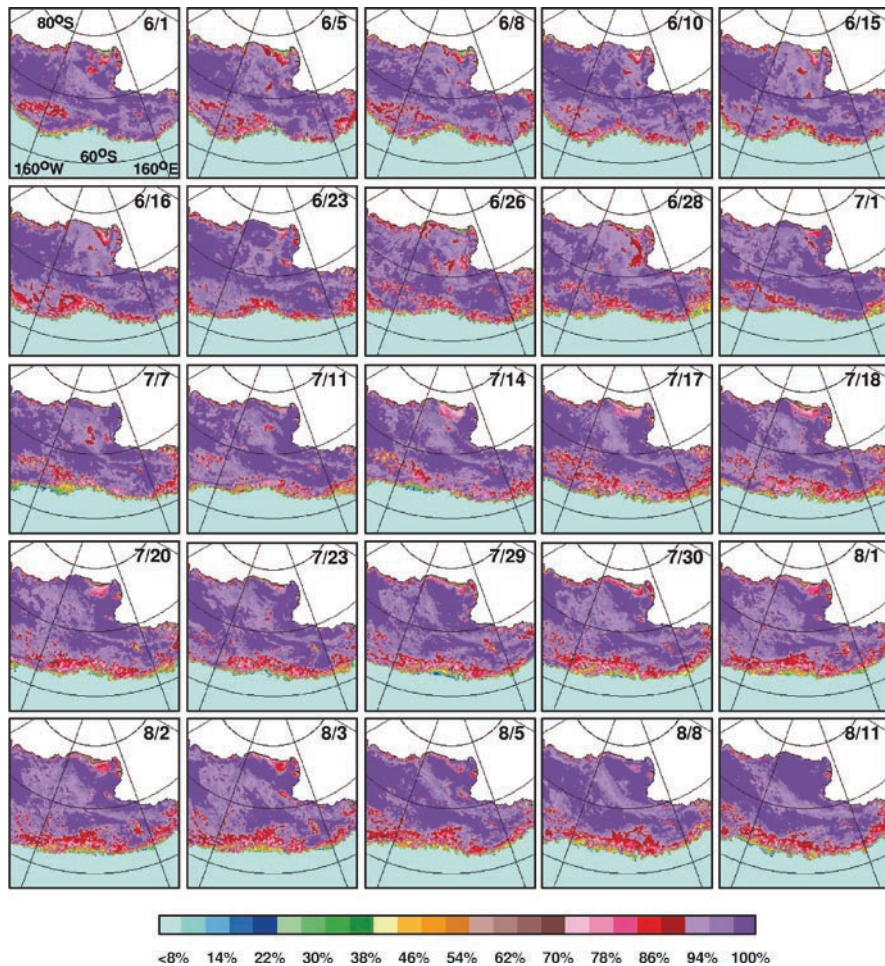 80°S 6/1 6/5 6/8 6/10 6/15
160°W 60°S 160°E
6/16 6/23 6/26 6/28 7/1
7/7 7/11 7/14 7/17 7/18
7/20 7/23 7/29 7/30 8/1
8/2 8/3 8/5 8/8 8/11
<8% 14% 22% 30% 38% 46% 54% 62% 70% 78% 86% 94% 100%